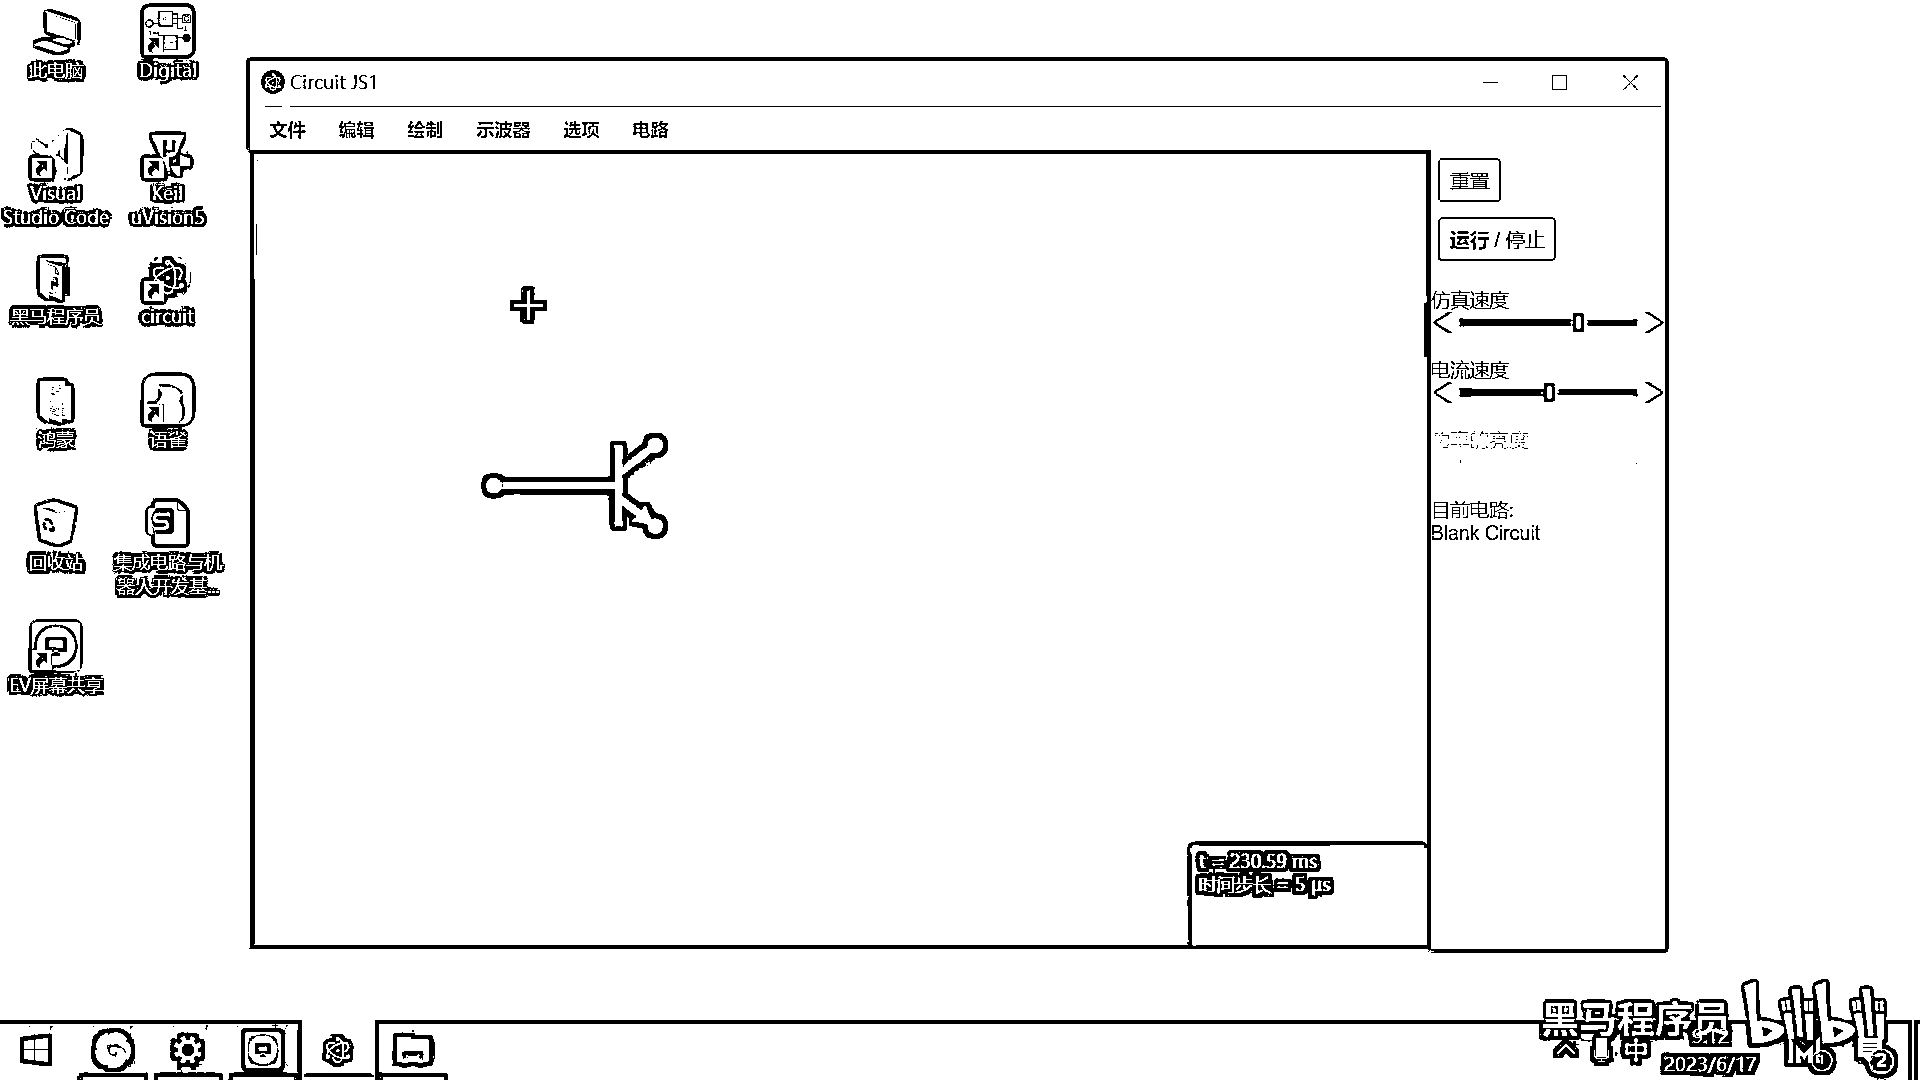 此电脑
Digital
Visual
Studio Code
Keil
uVision5
黑马程序员
circuit
鸿蒙
语雀
回收站
集成电路与机
器人开发基...
EV屏幕共享
Circuit JS1
文件 编辑 绘制 示波器 选项 电路
重置
运行 / 停止
仿真速度
电流速度
目前电路:
Blank Circuit
t = 230.59 ms
时间步长 = 5 µs
黑马程序员
bilibili
中
9:12
2023/6/17
2